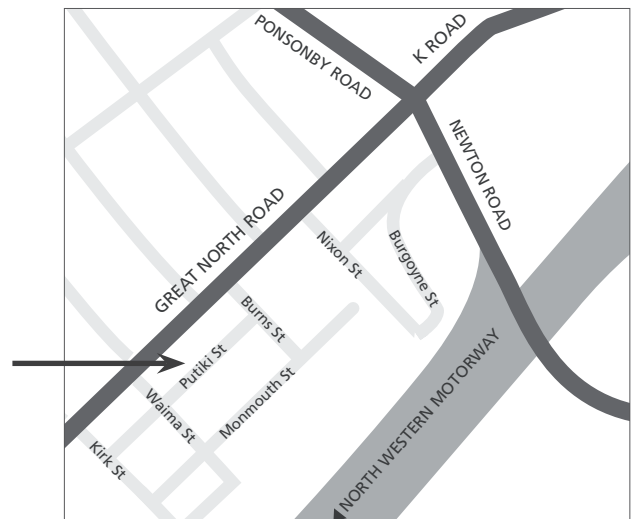 PONSONBY ROAD
K ROAD
NEWTON ROAD
GREAT NORTH ROAD
Nixon St
Burgoyne St
Burns St
Putiki St
Monmouth St
Waima St
Kirk St
NORTH WESTERN MOTORWAY